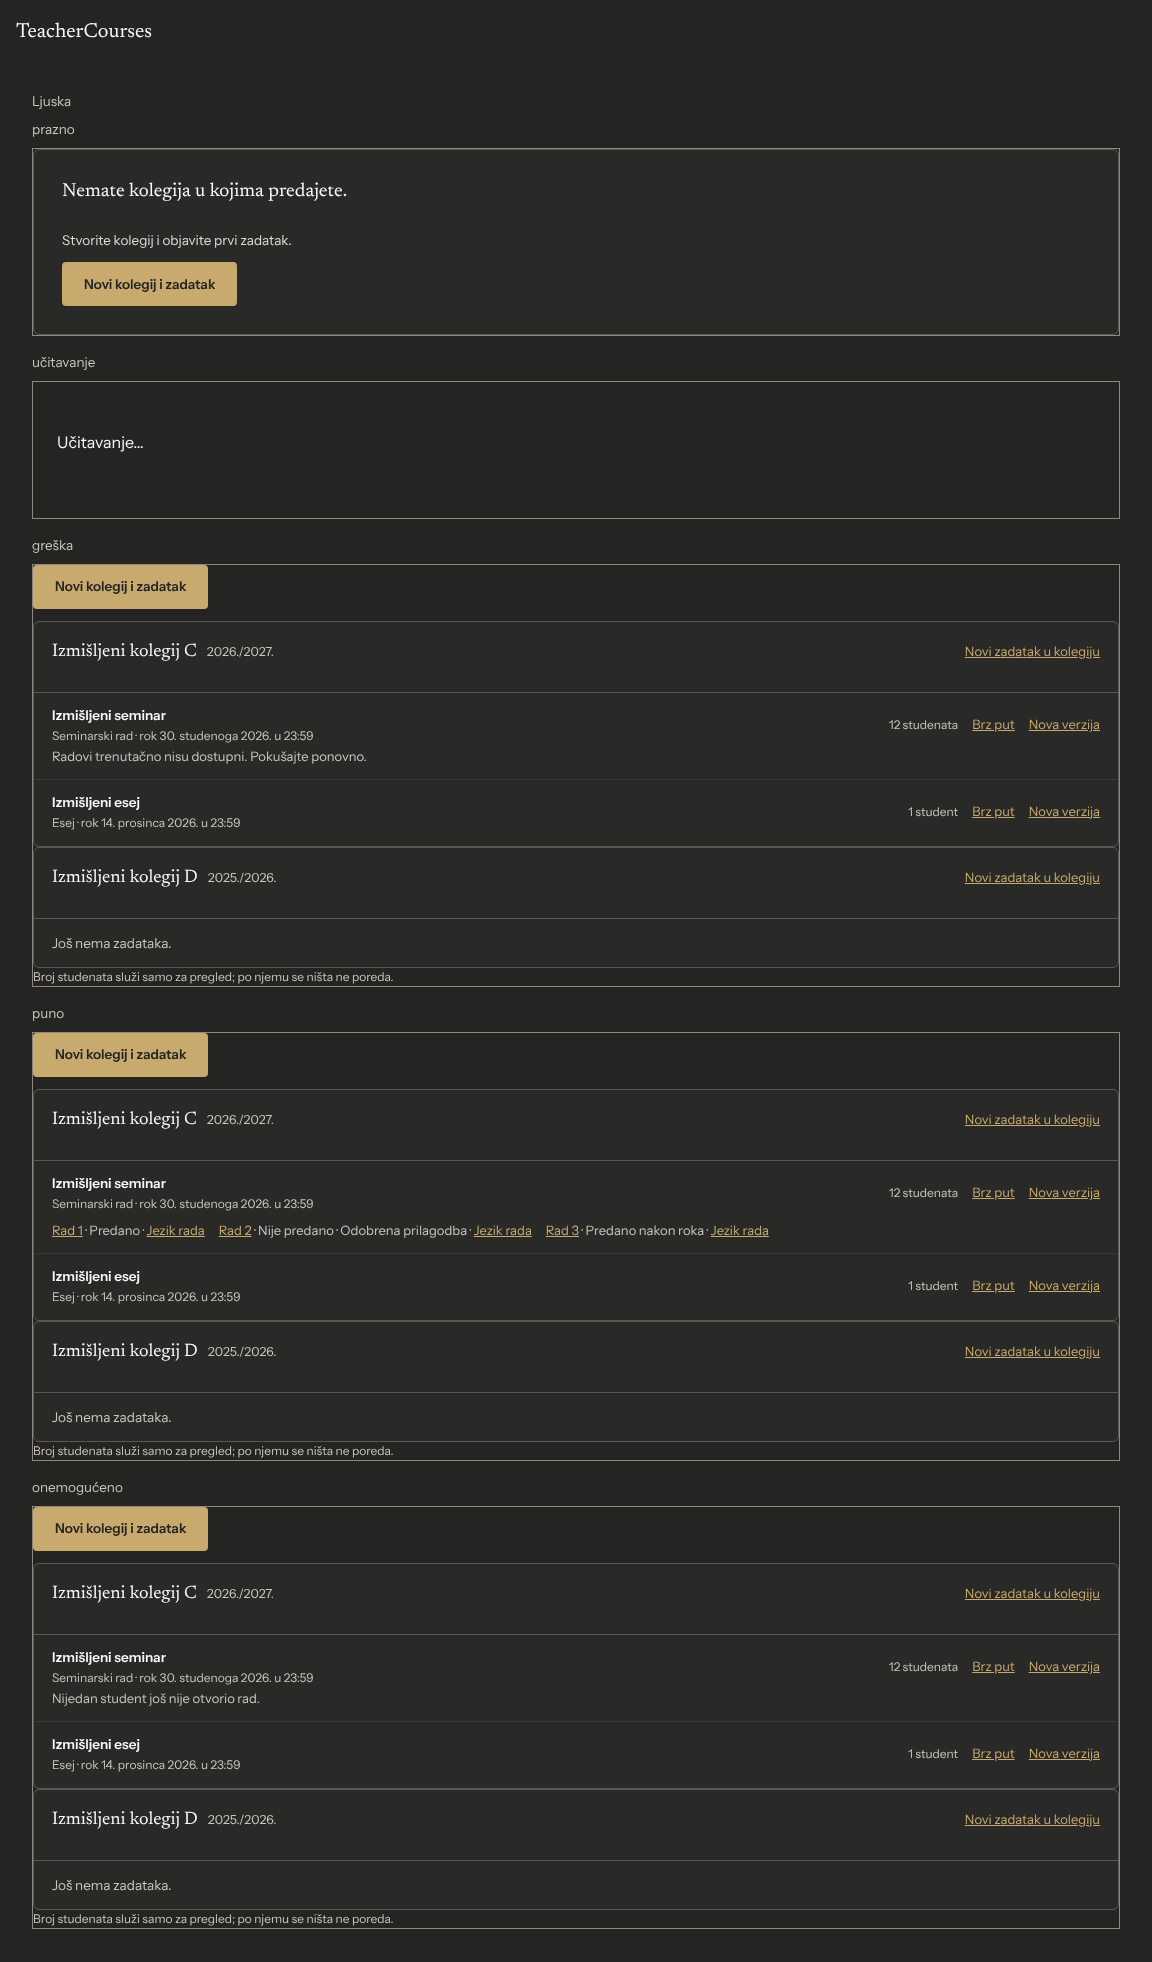 TeacherCourses
Ljuska
prazno
Nemate kolegija u kojima predajete.
Stvorite kolegij i objavite prvi zadatak.
Novi kolegij i zadatak
učitavanje
Učitavanje…
greška
Novi kolegij i zadatak
Izmišljeni kolegij C 2026./2027. Novi zadatak u kolegiju
Izmišljeni seminar
12 studenata Brz put Nova verzija
Seminarski rad · rok 30. studenoga 2026. u 23:59
Radovi trenutačno nisu dostupni. Pokušajte ponovno.
Izmišljeni esej
1 student Brz put Nova verzija
Esej · rok 14. prosinca 2026. u 23:59
Izmišljeni kolegij D 2025./2026. Novi zadatak u kolegiju
Još nema zadataka.
Broj studenata služi samo za pregled; po njemu se ništa ne poreda.
puno
Novi kolegij i zadatak
Izmišljeni kolegij C 2026./2027. Novi zadatak u kolegiju
Izmišljeni seminar
12 studenata Brz put Nova verzija
Seminarski rad · rok 30. studenoga 2026. u 23:59
Rad 1 · Predano · Jezik rada Rad 2 · Nije predano · Odobrena prilagodba · Jezik rada Rad 3 · Predano nakon roka · Jezik rada
Izmišljeni esej
1 student Brz put Nova verzija
Esej · rok 14. prosinca 2026. u 23:59
Izmišljeni kolegij D 2025./2026. Novi zadatak u kolegiju
Još nema zadataka.
Broj studenata služi samo za pregled; po njemu se ništa ne poreda.
onemogućeno
Novi kolegij i zadatak
Izmišljeni kolegij C 2026./2027. Novi zadatak u kolegiju
Izmišljeni seminar
12 studenata Brz put Nova verzija
Seminarski rad · rok 30. studenoga 2026. u 23:59
Nijedan student još nije otvorio rad.
Izmišljeni esej
1 student Brz put Nova verzija
Esej · rok 14. prosinca 2026. u 23:59
Izmišljeni kolegij D 2025./2026. Novi zadatak u kolegiju
Još nema zadataka.
Broj studenata služi samo za pregled; po njemu se ništa ne poreda.